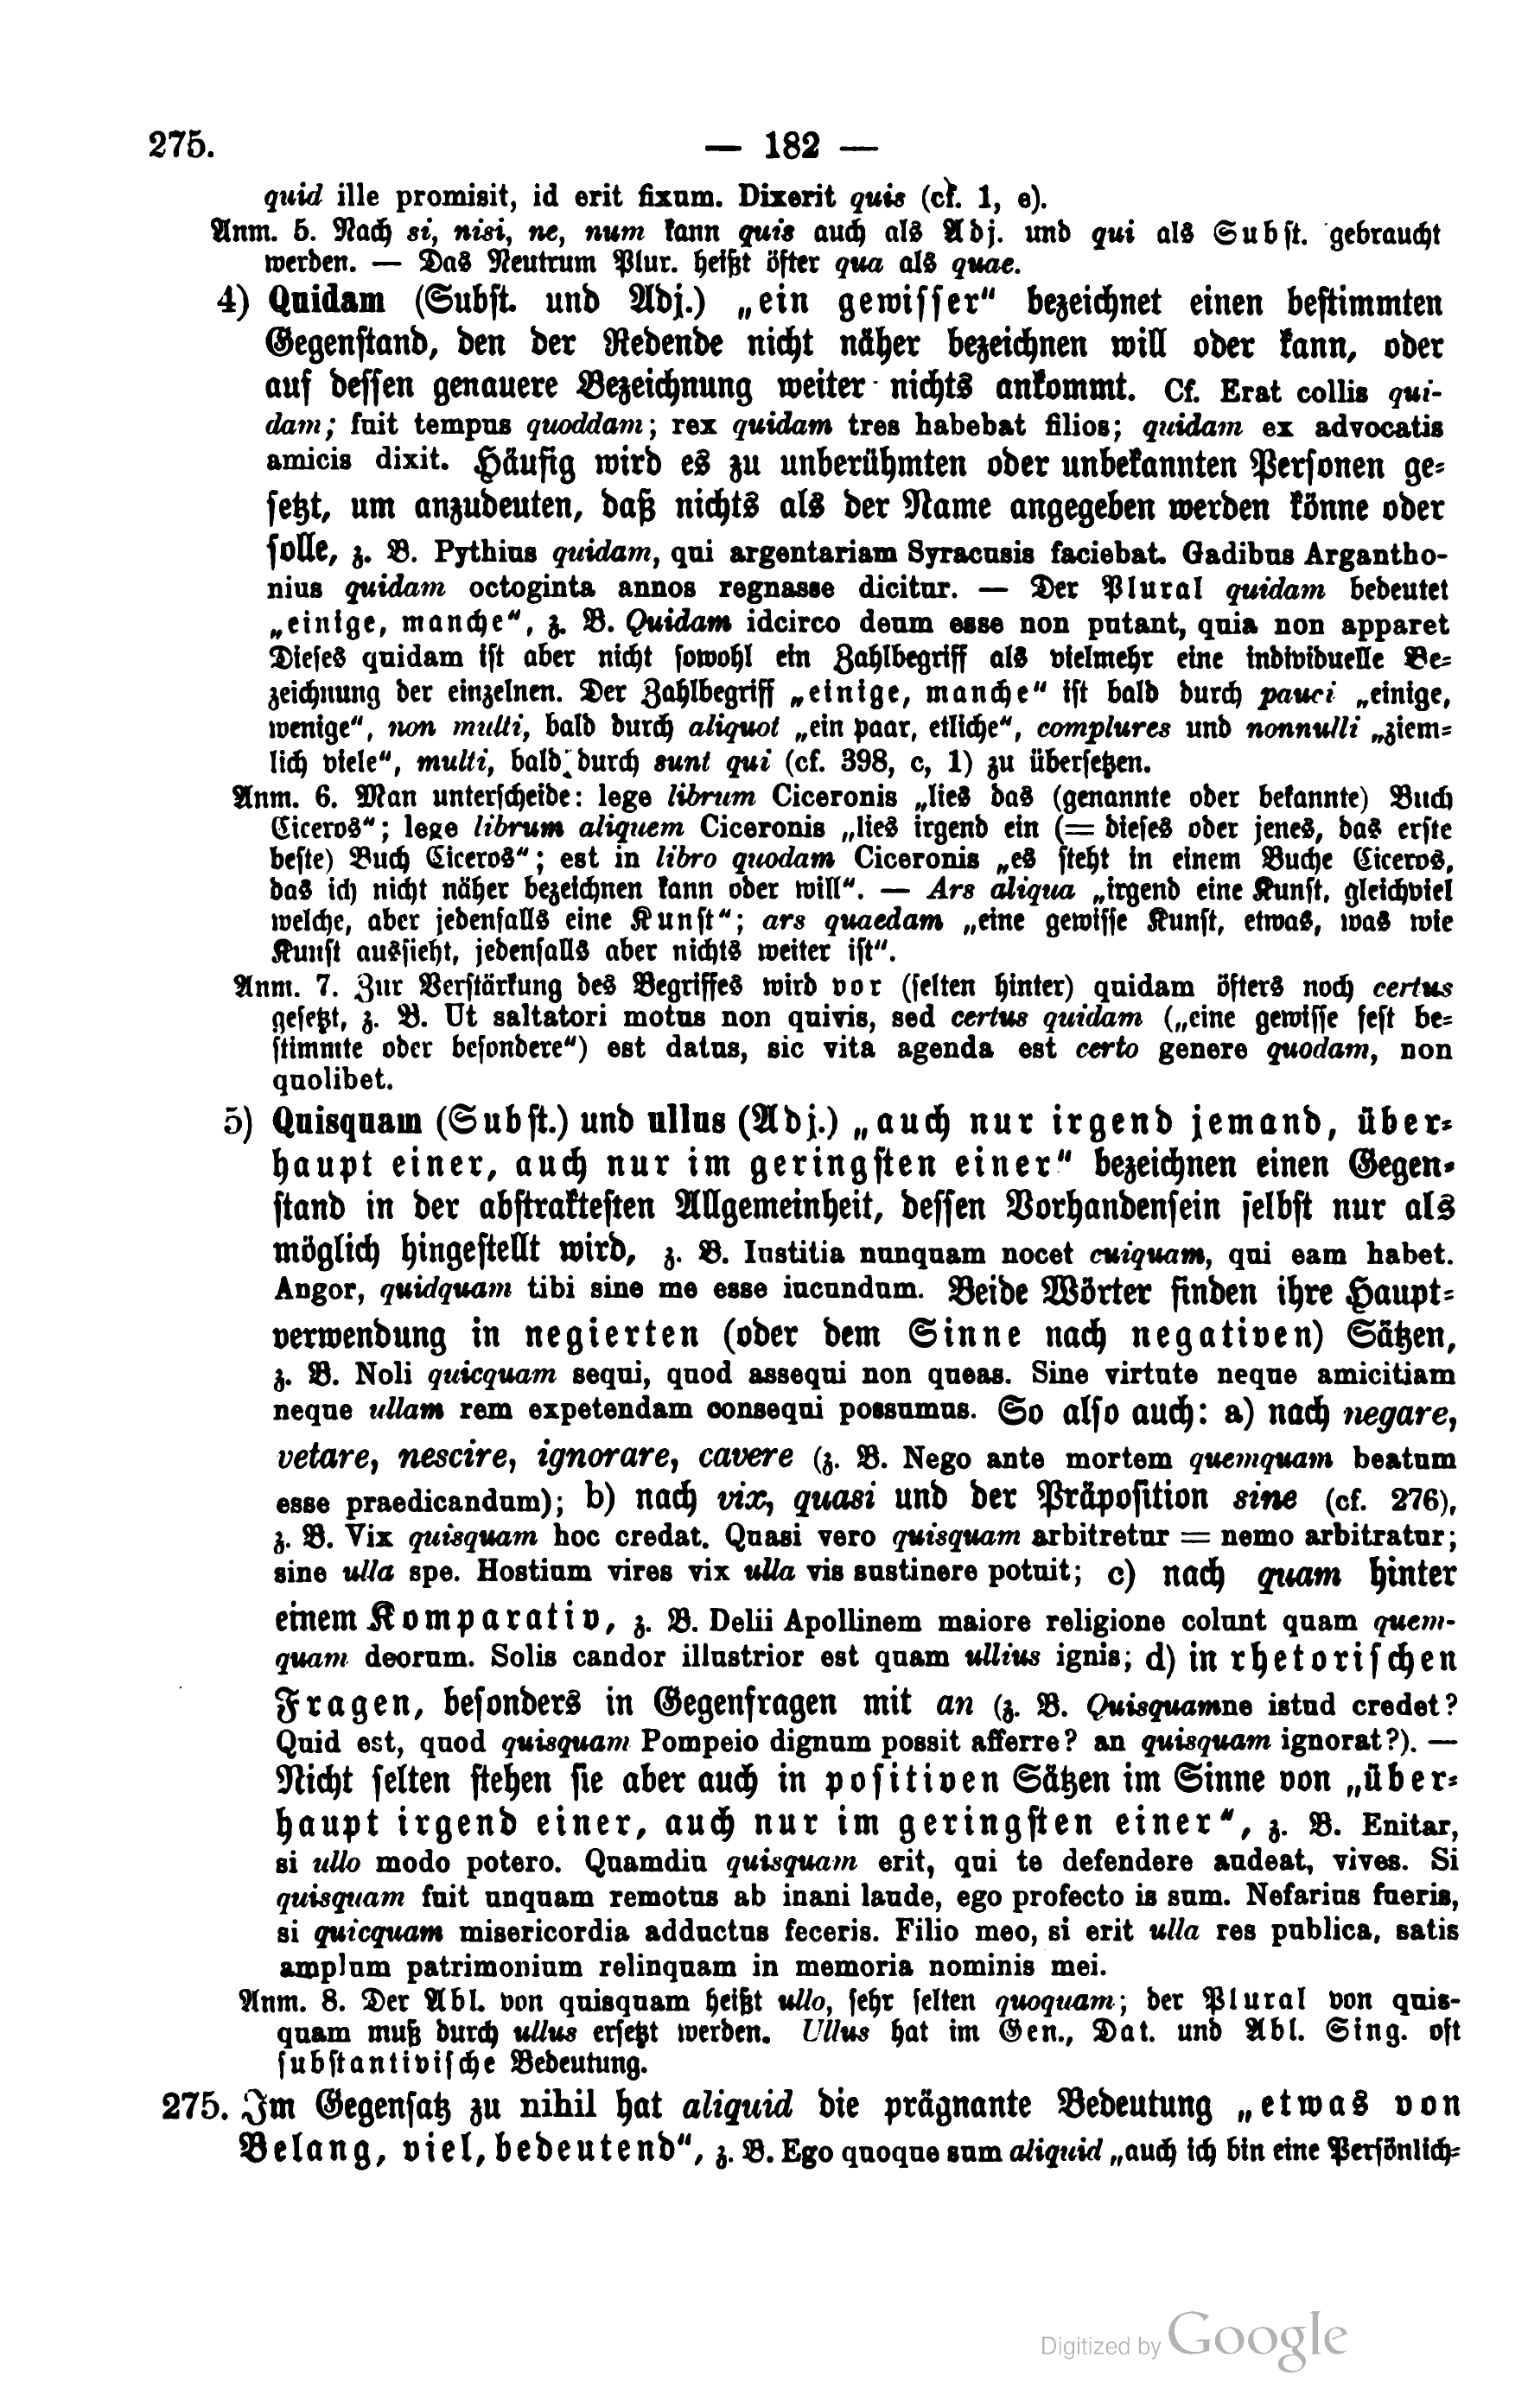 275.
— 182 —
quid ille promisit, id erit fixum. Dixerit quis (cf. 1, e).
Anm. 5. Nach si, nisi, ne, num kann quis auch als Adj. und qui als Subst. gebraucht
werden. — Das Neutrum Plur. heißt öfter qua als quae.
4) Quidam (Subst. und Adj.) „ein gewisser“ bezeichnet einen bestimmten
Gegenstand, den der Redende nicht näher bezeichnen will oder kann, oder
auf dessen genauere Bezeichnung weiter nichts ankommt. Cf. Erat collis qui-
dam; fuit tempus quoddam; rex quidam tres habebat filios; quidam ex advocatis
amicis dixit. Häufig wird es zu unberühmten oder unbekannten Personen ge=
setzt, um anzudeuten, daß nichts als der Name angegeben werden könne oder
solle, z. B. Pythius quidam, qui argentariam Syracusis faciebat. Gadibus Argantho-
nius quidam octoginta annos regnasse dicitur. — Der Plural quidam bedeutet
„einige, manche“, z. B. Quidam idcirco deum esse non putant, quia non apparet
Dieses quidam ist aber nicht sowohl ein Zahlbegriff als vielmehr eine individuelle Be=
zeichnung der einzelnen. Der Zahlbegriff „einige, manche“ ist bald durch pauci „einige,
wenige“, non multi, bald durch aliquot „ein paar, etliche“, complures und nonnulli „ziem=
lich viele“, multi, bald durch sunt qui (cf. 398, c, 1) zu übersetzen.
Anm. 6. Man unterscheide: lege librum Ciceronis „lies das (genannte oder bekannte) Buch
Ciceros“; lege librum aliquem Ciceronis „lies irgend ein (= dieses oder jenes, das erste
beste) Buch Ciceros“; est in libro quodam Ciceronis „es steht in einem Buche Ciceros,
das ich nicht näher bezeichnen kann oder will“. — Ars aliqua „irgend eine Kunst, gleichviel
welche, aber jedenfalls eine Kunst“; ars quaedam „eine gewisse Kunst, etwas, was wie
Kunst aussieht, jedenfalls aber nichts weiter ist“.
Anm. 7. Zur Verstärkung des Begriffes wird vor (selten hinter) quidam öfters noch certus
gesetzt, z. B. Ut saltatori motus non quivis, sed certus quidam („eine gewisse fest be=
stimmte oder besondere“) est datus, sic vita agenda est certo genere quodam, non
quolibet.
5) Quisquam (Subst.) und ullus (Adj.) „auch nur irgend jemand, über=
haupt einer, auch nur im geringsten einer“ bezeichnen einen Gegen=
stand in der abstraktesten Allgemeinheit, dessen Vorhandensein selbst nur als
möglich hingestellt wird, z. B. Iustitia nunquam nocet cuiquam, qui eam habet.
Angor, quidquam tibi sine me esse iucundum. Beide Wörter finden ihre Haupt=
verwendung in negierten (oder dem Sinne nach negativen) Sätzen,
z. B. Noli quicquam sequi, quod assequi non queas. Sine virtute neque amicitiam
neque ullam rem expetendam consequi possumus. So also auch: a) nach negare,
vetare, nescire, ignorare, cavere (z. B. Nego ante mortem quemquam beatum
esse praedicandum); b) nach vix, quasi und der Präposition sine (cf. 276),
z. B. Vix quisquam hoc credat. Quasi vero quisquam arbitretur = nemo arbitratur;
sine ulla spe. Hostium vires vix ulla vis sustinere potuit; c) nach quam hinter
einem Komparativ, z. B. Delii Apollinem maiore religione colunt quam quem-
quam deorum. Solis candor illustrior est quam ullius ignis; d) in rhetorischen
Fragen, besonders in Gegenfragen mit an (z. B. Quisquamne istud credet?
Quid est, quod quisquam Pompeio dignum possit afferre? an quisquam ignorat?). —
Nicht selten stehen sie aber auch in positiven Sätzen im Sinne von „über=
haupt irgend einer, auch nur im geringsten einer“, z. B. Enitar,
si ullo modo potero. Quamdiu quisquam erit, qui te defendere audeat, vives. Si
quisquam fuit unquam remotus ab inani laude, ego profecto is sum. Nefarius fueris,
si quicquam misericordia adductus feceris. Filio meo, si erit ulla res publica, satis
amplum patrimonium relinquam in memoria nominis mei.
Anm. 8. Der Abl. von quisquam heißt ullo, sehr selten quoquam; der Plural von quis-
quam muß durch ullus ersetzt werden. Ullus hat im Gen., Dat. und Abl. Sing. oft
substantivische Bedeutung.
275. Im Gegensatz zu nihil hat aliquid die prägnante Bedeutung „etwas von
Belang, viel, bedeutend“, z. B. Ego quoque sum aliquid „auch ich bin eine Persönlich=
Digitized by Google